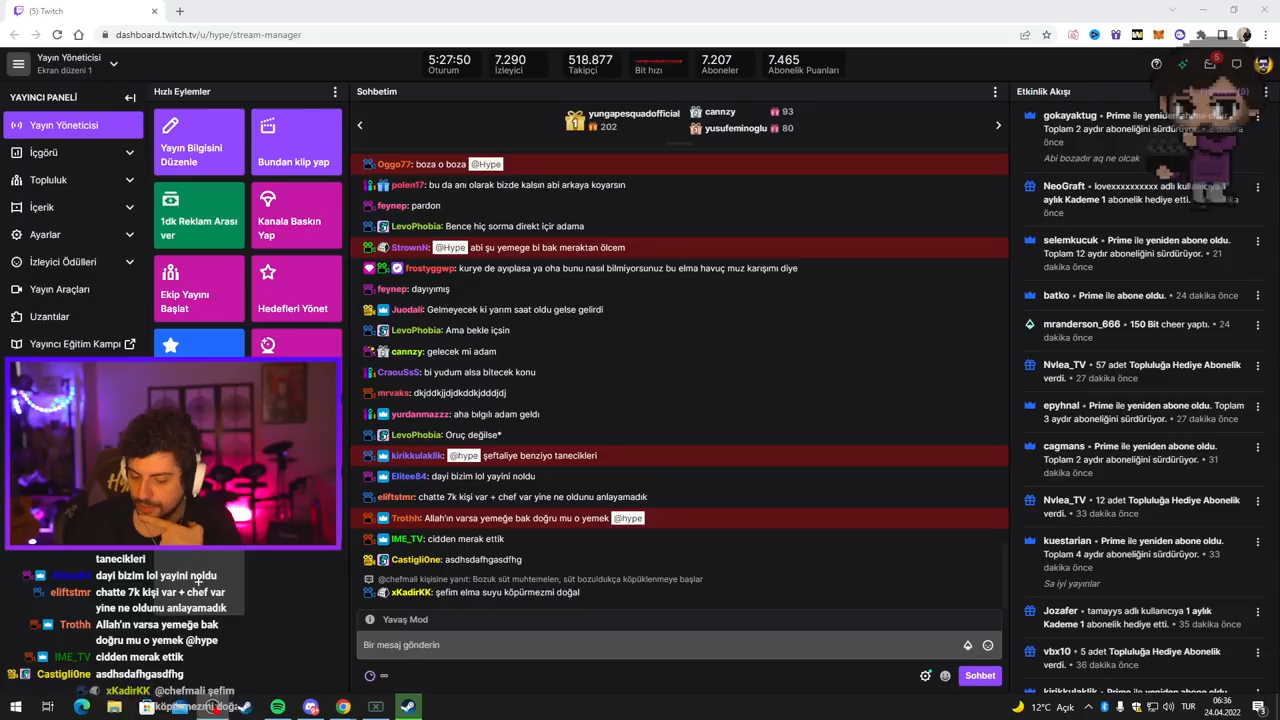 (5) Twitch
dashboard.twitch.tv/u/hype/stream-manager
Yayın Yöneticisi
Ekran düzeni 1
5:27:50
Oturum
7.290
İzleyici
518.877
Takipçi
Bit hızı
7.207
Aboneler
7.465
Abonelik Puanları
5
YAYINCI PANELİ
Yayın Yöneticisi
İçgörü
Topluluk
İçerik
Ayarlar
İzleyici Ödülleri
Yayın Araçları
Uzantılar
Yayıncı Eğitim Kampı
Hızlı Eylemler
Yayın Bilgisini
Düzenle
Bundan klip yap
1dk Reklam Arası
ver
Kanala Baskın
Yap
Ekip Yayını
Başlat
Hedefleri Yönet
tanecikleri
dayi bizim lol yayini noldu
eliftstmr chatte 7k kişi var + chef var
yine ne oldunu anlayamadık
Trothh Allah'ın varsa yemeğe bak
doğru mu o yemek @hype
IME_TV cidden merak ettik
Castigli0ne asdhsdafhgasdfhg
xKadirKK @chefmali şefim
Sohbetim
1
yungapesquadofficial
202
cannzy 93
yusufeminoglu 80
Oggo77: boza o boza @Hype
polen17: bu da anı olarak bizde kalsın abi arkaya koyarsın
feynep: pardon
LevoPhobia: Bence hiç sorma direkt içir adama
StrownN: @Hype abi şu yemege bi bak meraktan ölcem
frostyggwp: kurye de ayıplasa ya oha bunu nasıl bilmiyorsunuz bu elma havuç muz karışımı diye
feynep: dayıyımış
Juodali: Gelmeyecek ki yarım saat oldu gelse gelirdi
LevoPhobia: Ama bekle içsin
cannzy: gelecek mi adam
CraouSsS: bi yudum alsa bitecek konu
mrvaks: dkjddkjjdjdkddkjdddjdj
yurdanmazzz: aha bılgılı adam geldı
LevoPhobia: Oruç değilse*
kirikkulaklik: @hype şeftaliye benziyo tanecikleri
Elitee84: dayi bizim lol yayini noldu
eliftstmr: chatte 7k kişi var + chef var yine ne oldunu anlayamadık
Trothh: Allah'ın varsa yemeğe bak doğru mu o yemek @hype
IME_TV: cidden merak ettik
Castigli0ne: asdhsdafhgasdfhg
@chefmali kişisine yanıt: Bozuk süt muhtemelen, süt bozuldukça köpüklenmeye başlar
xKadirKK: şefim elma suyu köpürmezmi doğal
Yavaş Mod
Bir mesaj gönderin
∞
Sohbet
Etkinlik Akışı
gokayaktug • Prime ile yeniden abone oldu.
Toplam 2 aydır aboneliğini sürdürüyor. •
önce
Abi bozadır aq ne olcak
NeoGraft • lovexxxxxxxxxx adlı kullanıcıya 1
aylık Kademe 1 abonelik hediye etti. •
önce
selemkucuk • Prime ile yeniden abone oldu.
Toplam 12 aydır aboneliğini sürdürüyor. • 21
dakika önce
batko • Prime ile abone oldu. • 24 dakika önce
mranderson_666 • 150 Bit cheer yaptı. • 24
dakika önce
Nvlea_TV • 57 adet Topluluğa Hediye Abonelik
verdi. • 27 dakika önce
epyhnal • Prime ile yeniden abone oldu. Toplam
3 aydır aboneliğini sürdürüyor. • 27 dakika önce
cagmans • Prime ile yeniden abone oldu.
Toplam 2 aydır aboneliğini sürdürüyor. • 31
dakika önce
Nvlea_TV • 12 adet Topluluğa Hediye Abonelik
verdi. • 33 dakika önce
kuestarian • Prime ile yeniden abone oldu.
Toplam 4 aydır aboneliğini sürdürüyor. • 33
dakika önce
Sa iyi yayınlar
Jozafer • tamayys adlı kullanıcıya 1 aylık
Kademe 1 abonelik hediye etti. • 35 dakika önce
vbx10 • 5 adet Topluluğa Hediye Abonelik
verdi. • 36 dakika önce
kirikkulaklik • Prime ile yeniden abone oldu.
12°C Açık
TUR
06:36
24.04.2022